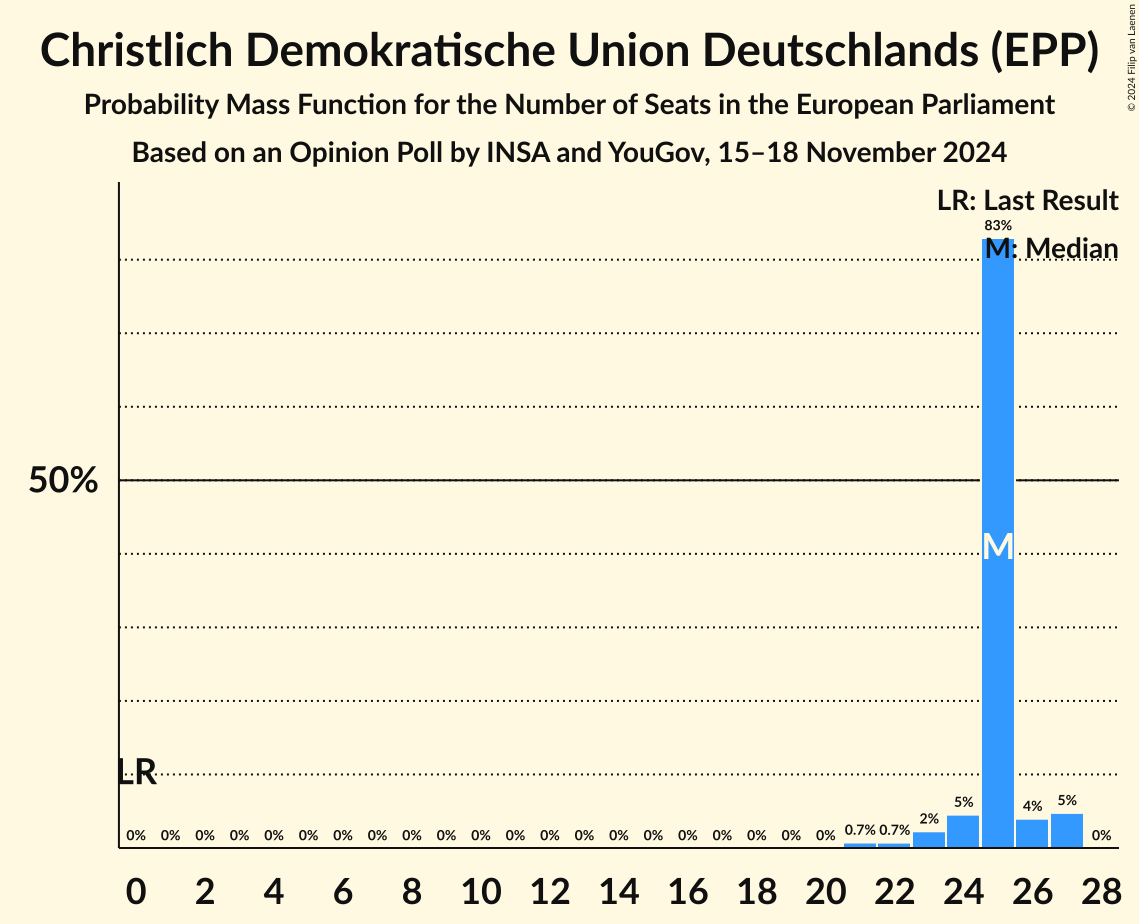 Christlich Demokratische Union Deutschlands (EPP)
Probability Mass Function for the Number of Seats in the European Parliament
Based on an Opinion Poll by INSA and YouGov, 15–18 November 2024
© 2024 Filip van Laenen
LR: Last Result
83%
M: Median
50%
M
LR
0% 0% 0% 0% 0% 0% 0% 0% 0% 0% 0% 0% 0% 0% 0% 0% 0% 0% 0% 0% 0% 0.7% 0.7% 2% 5% 4% 5% 0%
0 2 4 6 8 10 12 14 16 18 20 22 24 26 28